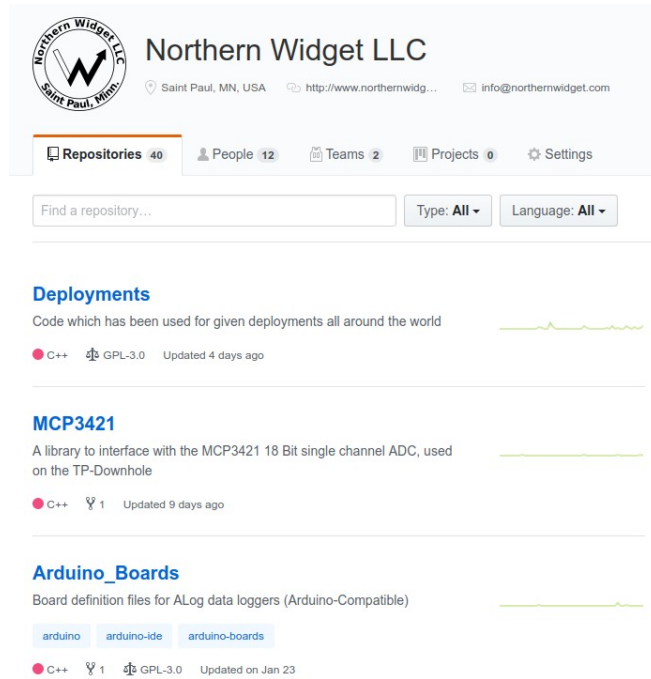 Northern Widget LLC
Saint Paul, Minn.
Northern Widget LLC
Saint Paul, MN, USA http://www.northernwidg... info@northernwidget.com
Repositories 40 People 12 Teams 2 Projects 0 Settings
Find a repository... Type: All Language: All
Deployments
Code which has been used for given deployments all around the world
C++ GPL-3.0 Updated 4 days ago
MCP3421
A library to interface with the MCP3421 18 Bit single channel ADC, used
on the TP-Downhole
C++ 1 Updated 9 days ago
Arduino_Boards
Board definition files for ALog data loggers (Arduino-Compatible)
arduino arduino-ide arduino-boards
C++ 1 GPL-3.0 Updated on Jan 23